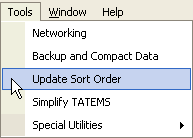 Tools Window Help
Networking
Backup and Compact Data
Update Sort Order
Simplify TATEMS
Special Utilities